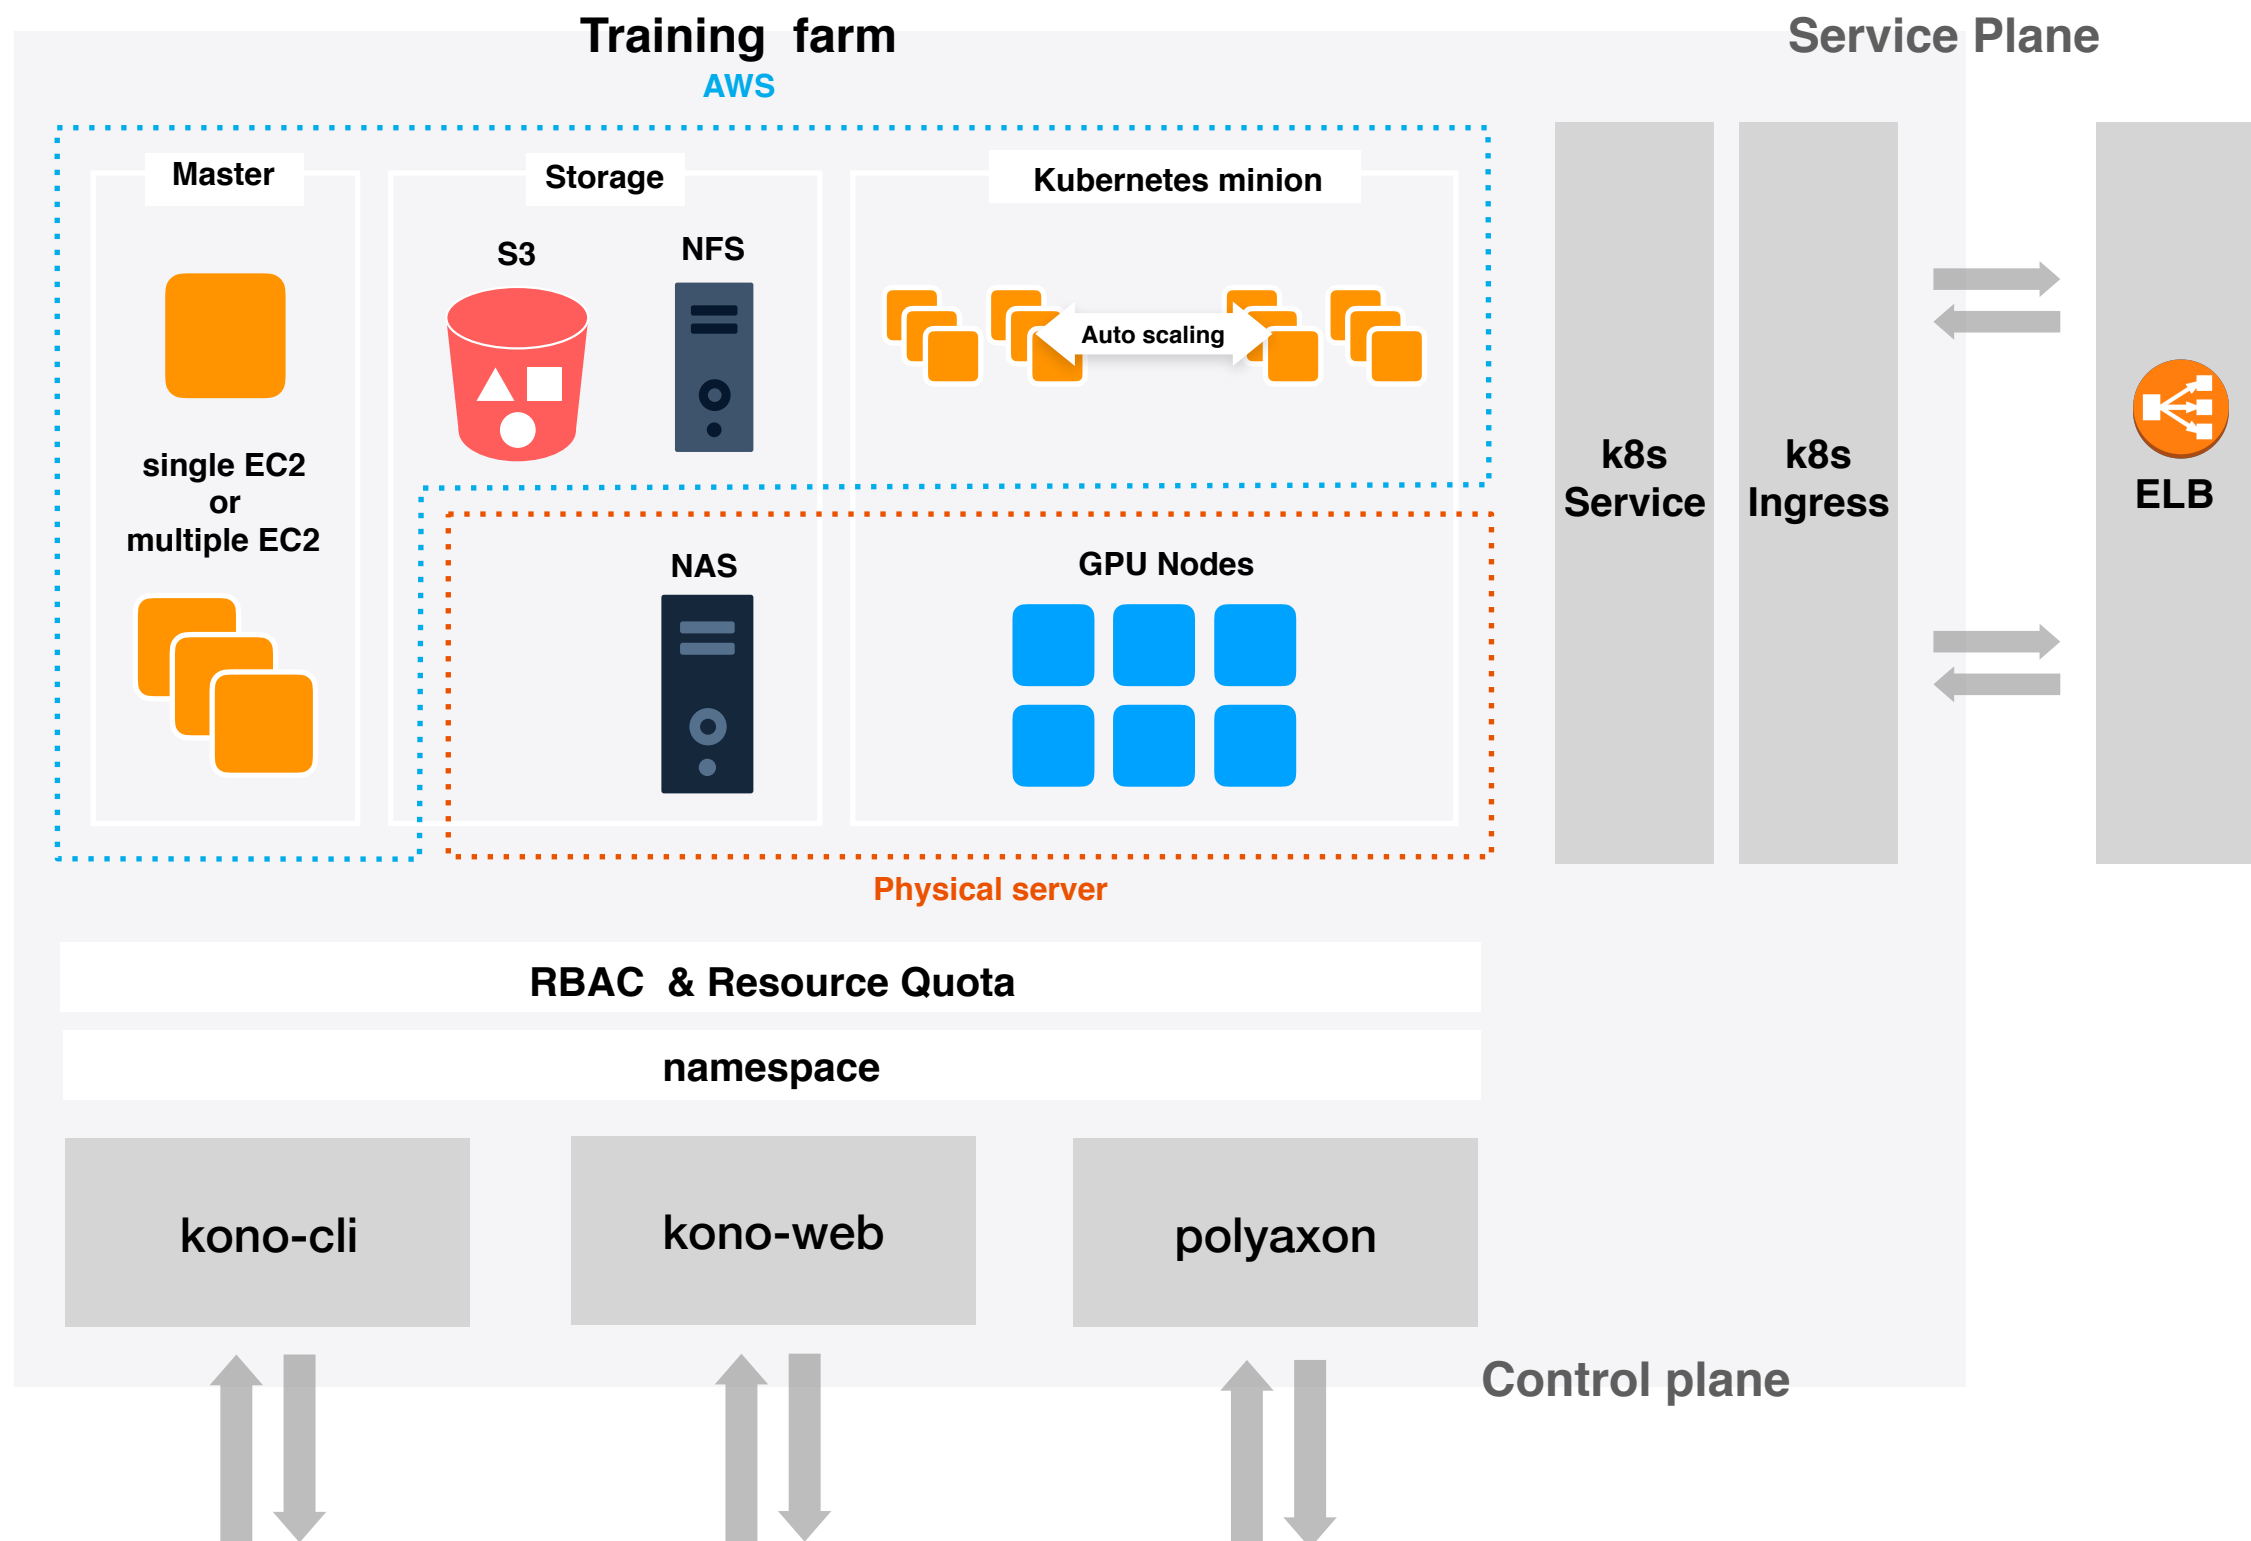 Training farm
Service Plane
AWS
Master
Storage
Kubernetes minion
S3
NFS
Auto scaling
single EC2
or
multiple EC2
k8s
Service
k8s
Ingress
ELB
NAS
GPU Nodes
Physical server
RBAC & Resource Quota
namespace
kono-cli
kono-web
polyaxon
Control plane